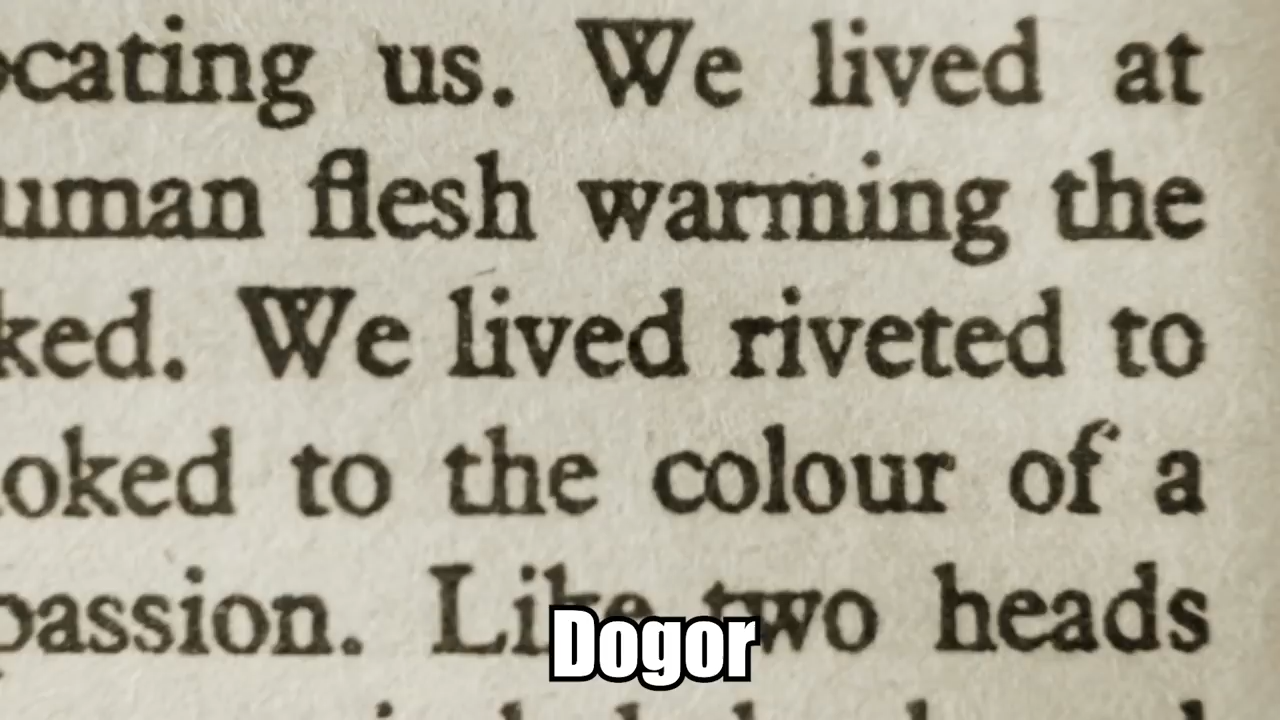 ocating us. We lived at
uman flesh warming the
ked. We lived riveted to
oked to the colour of a
passion. Like two heads
Dogor